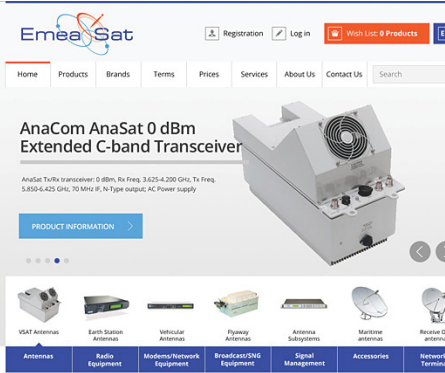 EmeaSat
Registration
Log in
Wish List: 0 Products
Home
Products
Brands
Terms
Prices
Services
About Us
Contact Us
Search
AnaCom AnaSat 0 dBm
Extended C-band Transceiver
AnaSat Tx/Rx transceiver: 0 dBm, Rx Freq. 3.625-4.200 GHz, Tx Freq.
5.850-6.425 GHz, 70 MHz IF, N-Type output; AC Power supply
PRODUCT INFORMATION
VSAT Antennas
Earth Station
Antennas
Vehicular
Antennas
Flyaway
Antennas
Antenna
Subsystems
Maritime
antennas
Receive O
antenna
Antennas
Radio
Equipment
Modems/Network
Equipment
Broadcast/SNG
Equipment
Signal
Management
Accessories
Network
Termina